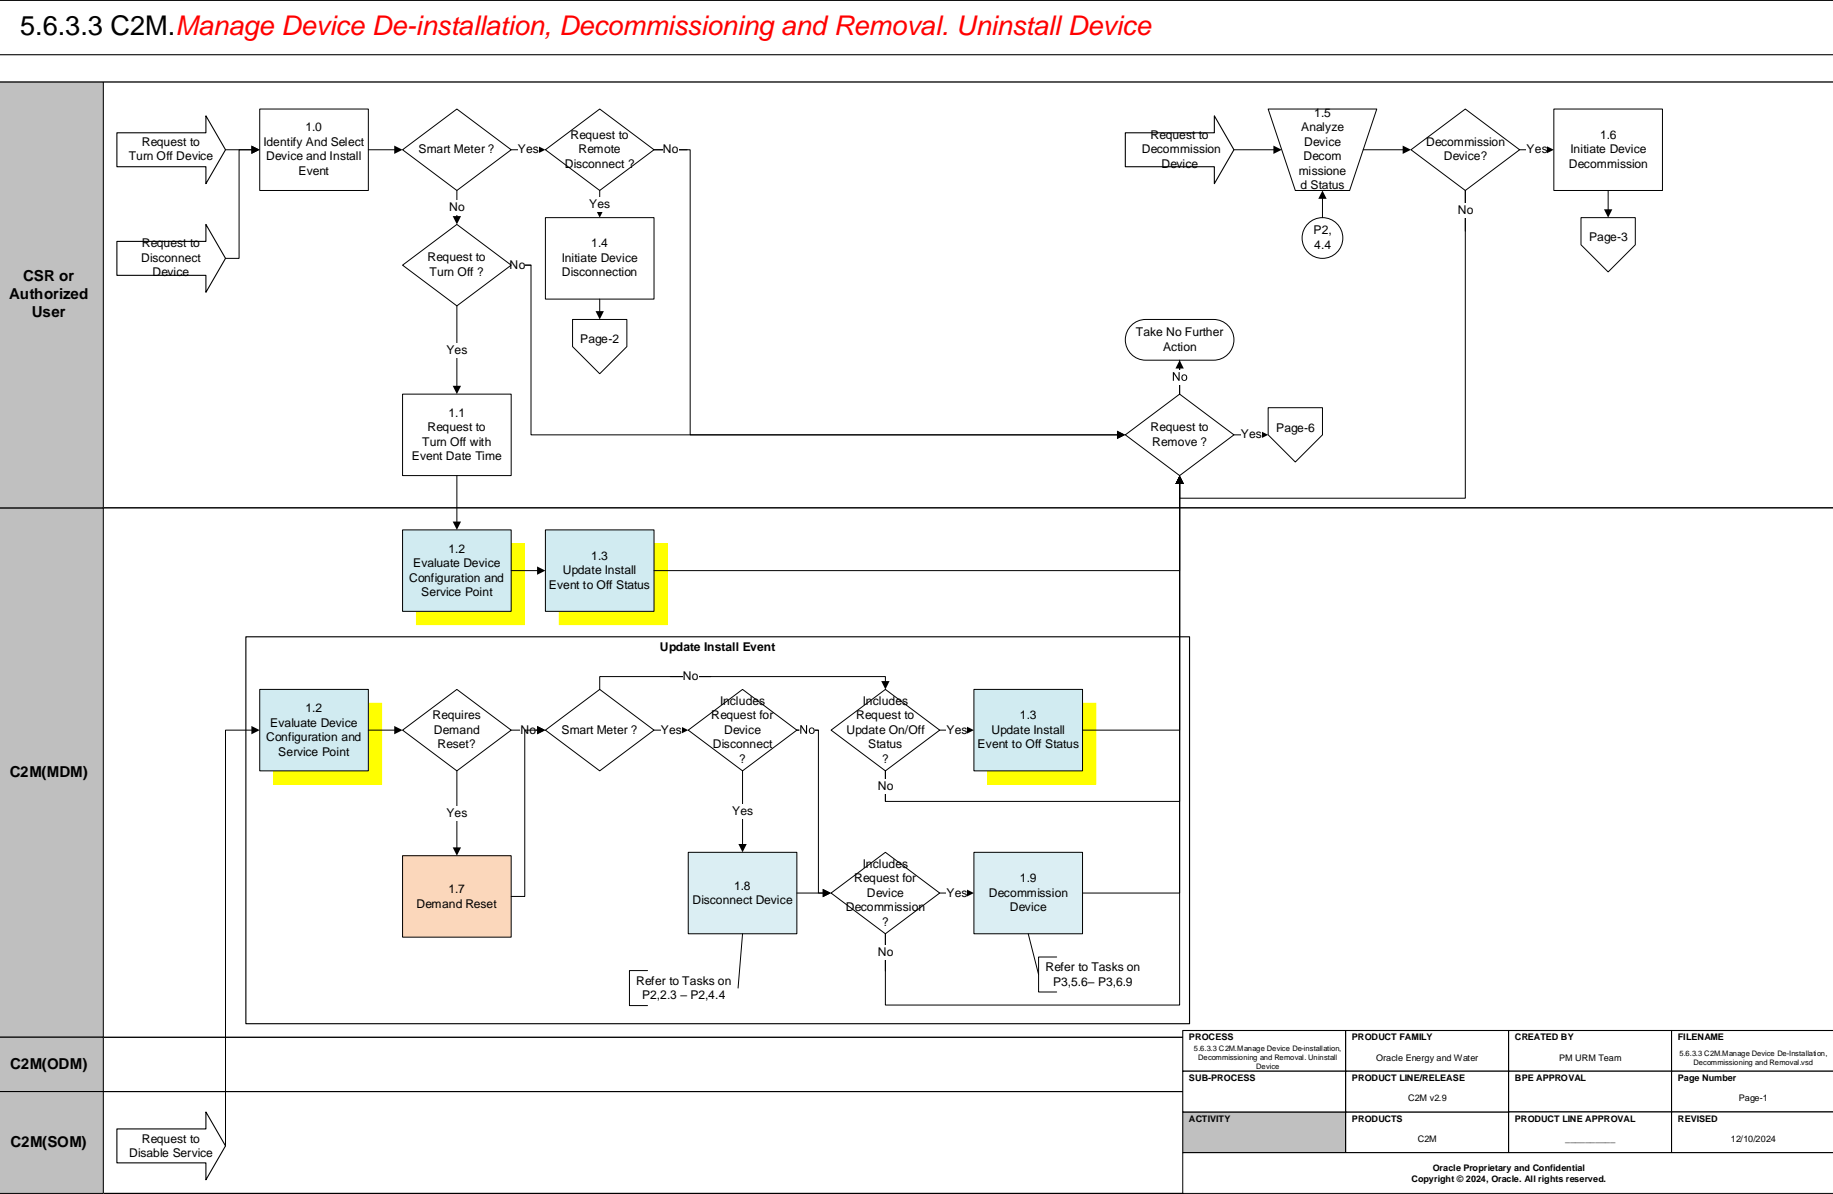 5.6.3.3 C2M.Manage Device De-installation, Decommissioning and Removal. Uninstall Device
CSR or
Authorized
User
Request to
Turn Off Device
Request to
Disconnect
Device
1.0
Identify And Select
Device and Install
Event
Smart Meter ?
Yes
No
Request to
Remote
Disconnect ?
No
Yes
Request to
Turn Off ?
No
Yes
1.4
Initiate Device
Disconnection
Page-2
1.1
Request to
Turn Off with
Event Date Time
Request to
Decommission
Device
1.5
Analyze
Device
Decom
missione
d Status
P2,
4.4
Decommission
Device?
Yes
No
1.6
Initiate Device
Decommission
Page-3
Take No Further
Action
No
Request to
Remove ?
Yes
Page-6
C2M(MDM)
1.2
Evaluate Device
Configuration and
Service Point
1.3
Update Install
Event to Off Status
Update Install Event
1.2
Evaluate Device
Configuration and
Service Point
Requires
Demand
Reset?
No
Yes
1.7
Demand Reset
Smart Meter ?
No
Yes
Includes
Request for
Device
Disconnect
?
No
Yes
1.8
Disconnect Device
Refer to Tasks on
P2,2.3 – P2,4.4
Includes
Request to
Update On/Off
Status
?
Yes
No
1.3
Update Install
Event to Off Status
Includes
Request for
Device
Decommission
?
Yes
No
1.9
Decommission
Device
Refer to Tasks on
P3,5.6– P3,6.9
C2M(ODM)
C2M(SOM)
Request to
Disable Service
PROCESS
5.6.3.3 C2M.Manage Device De-installation,
Decommissioning and Removal. Uninstall
Device
PRODUCT FAMILY
Oracle Energy and Water
CREATED BY
PM URM Team
FILENAME
5.6.3.3 C2M.Manage Device De-Installation,
Decommissioning and Removal.vsd
SUB-PROCESS
PRODUCT LINE/RELEASE
C2M v2.9
BPE APPROVAL
Page Number
Page-1
ACTIVITY
PRODUCTS
C2M
PRODUCT LINE APPROVAL
__________
REVISED
12/10/2024
Oracle Proprietary and Confidential
Copyright © 2024, Oracle. All rights reserved.